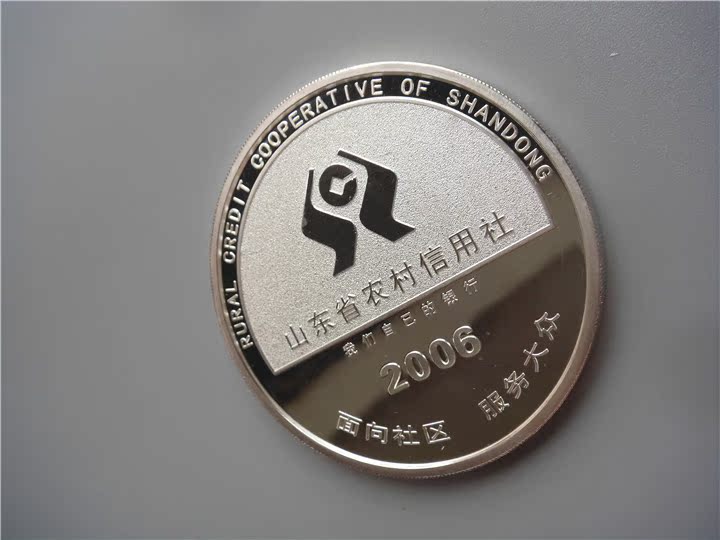 RURAL CREDIT COOPERATIVE OF SHANDONG
山东省农村信用社
我们自己的银行
2006
面向社区 服务大众